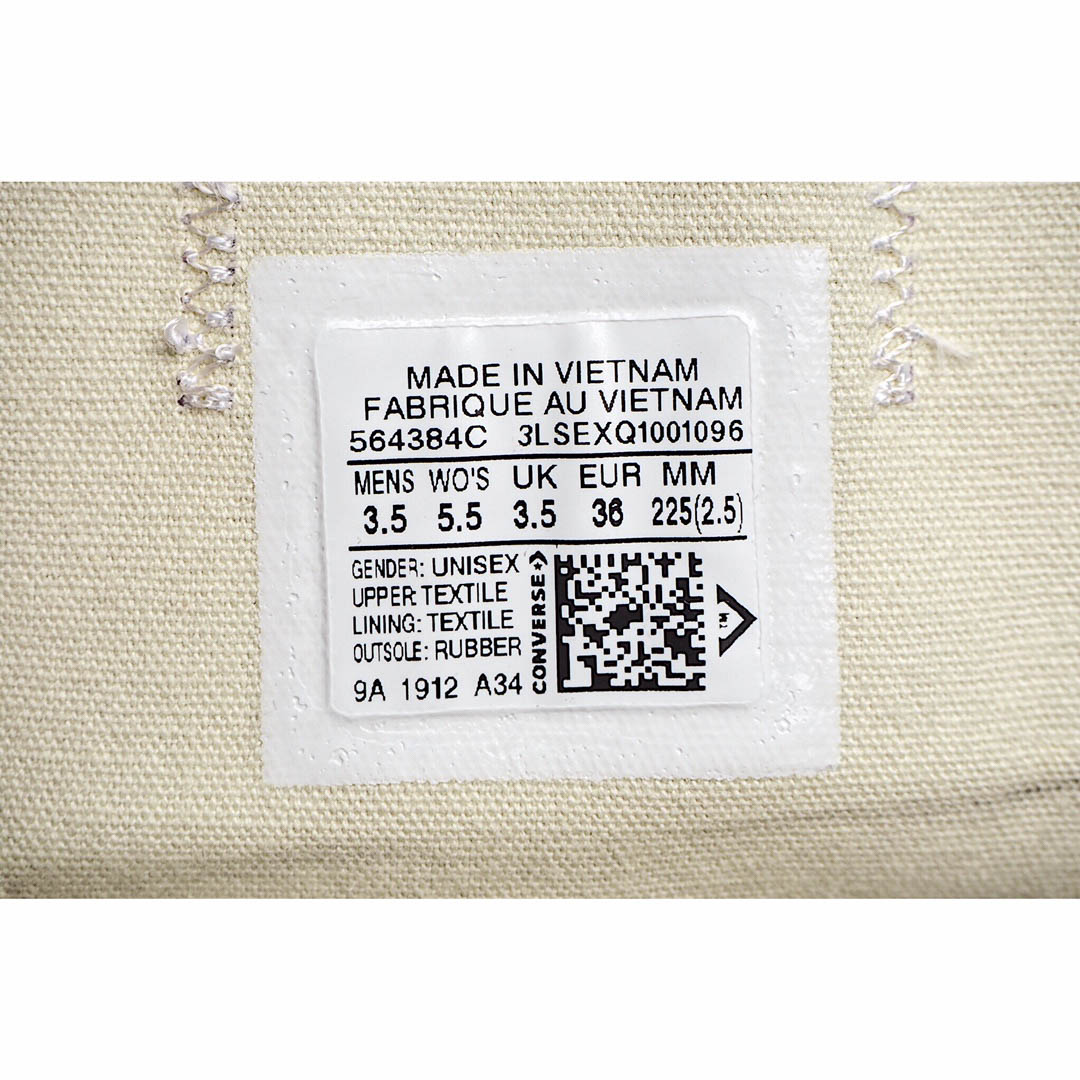 MADE IN VIETNAM
FABRIQUE AU VIETNAM
564384C 3LSEXQ1001096
MENS WO'S UK EUR MM
3.5 5.5 3.5 36 225(2.5)
GENDER: UNISEX
UPPER: TEXTILE
LINING: TEXTILE
OUTSOLE: RUBBER
9A 1912 A34
CONVERSE
TM